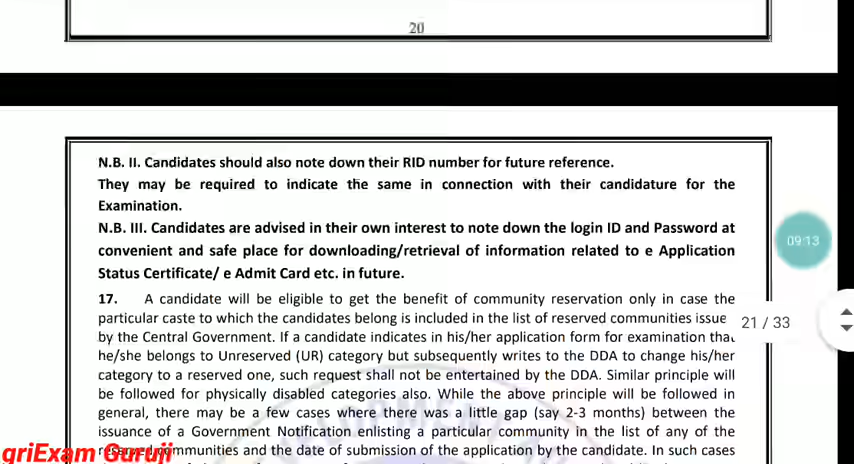 20
N.B. II. Candidates should also note down their RID number for future reference.
They may be required to indicate the same in connection with their candidature for the
Examination.
N.B. III. Candidates are advised in their own interest to note down the login ID and Password at
convenient and safe place for downloading/retrieval of information related to e Application
Status Certificate/ e Admit Card etc. in future.
09:13
17. A candidate will be eligible to get the benefit of community reservation only in case the
particular caste to which the candidates belong is included in the list of reserved communities issue
21 / 33
by the Central Government. If a candidate indicates in his/her application form for examination that
he/she belongs to Unreserved (UR) category but subsequently writes to the DDA to change his/her
category to a reserved one, such request shall not be entertained by the DDA. Similar principle will
be followed for physically disabled categories also. While the above principle will be followed in
general, there may be a few cases where there was a little gap (say 2-3 months) between the
issuance of a Government Notification enlisting a particular community in the list of any of the
reserved communities and the date of submission of the application by the candidate. In such cases
griExam Guruji